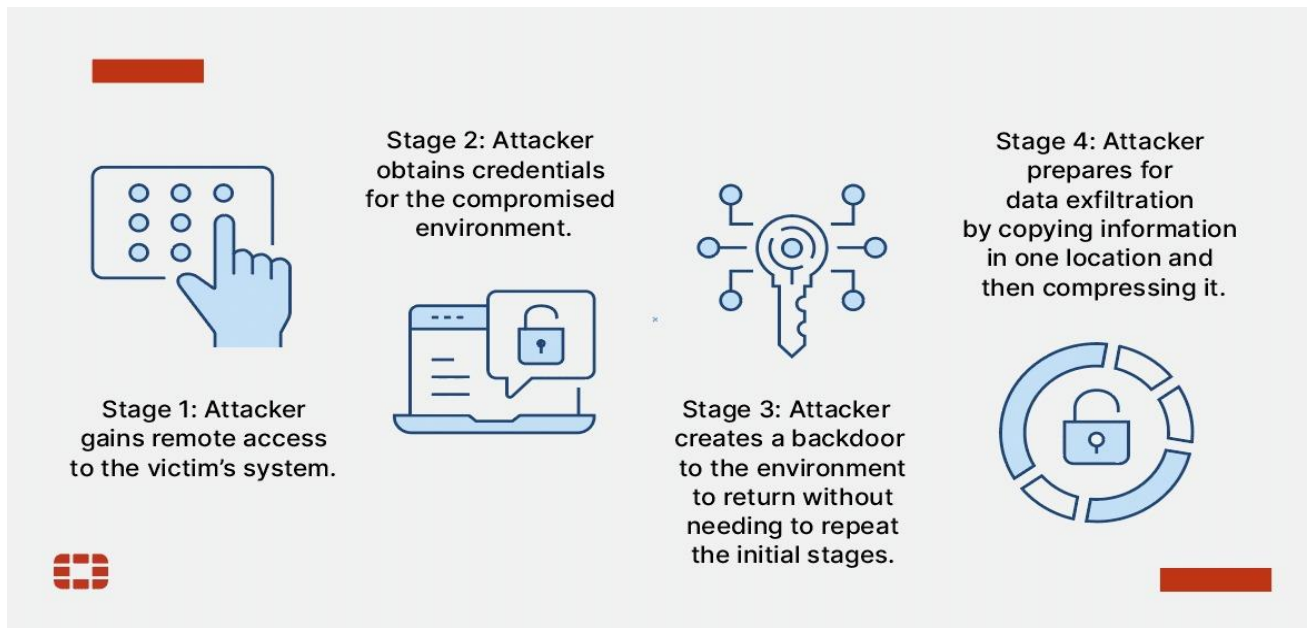 Stage 1: Attacker
gains remote access
to the victim’s system.
Stage 2: Attacker
obtains credentials
for the compromised
environment.
Stage 3: Attacker
creates a backdoor
to the environment
to return without
needing to repeat
the initial stages.
Stage 4: Attacker
prepares for
data exfiltration
by copying information
in one location and
then compressing it.